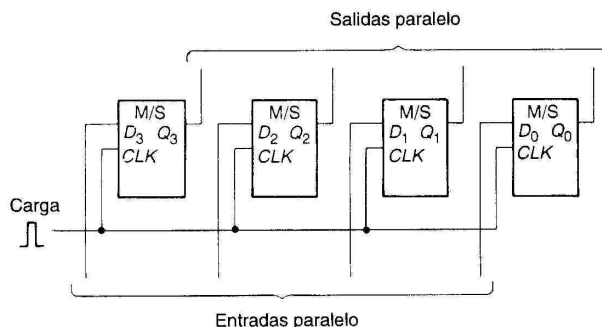 Salidas paralelo
M/S
D3 Q3
CLK
M/S
D2 Q2
CLK
M/S
D1 Q1
CLK
M/S
D0 Q0
CLK
Carga
Entradas paralelo